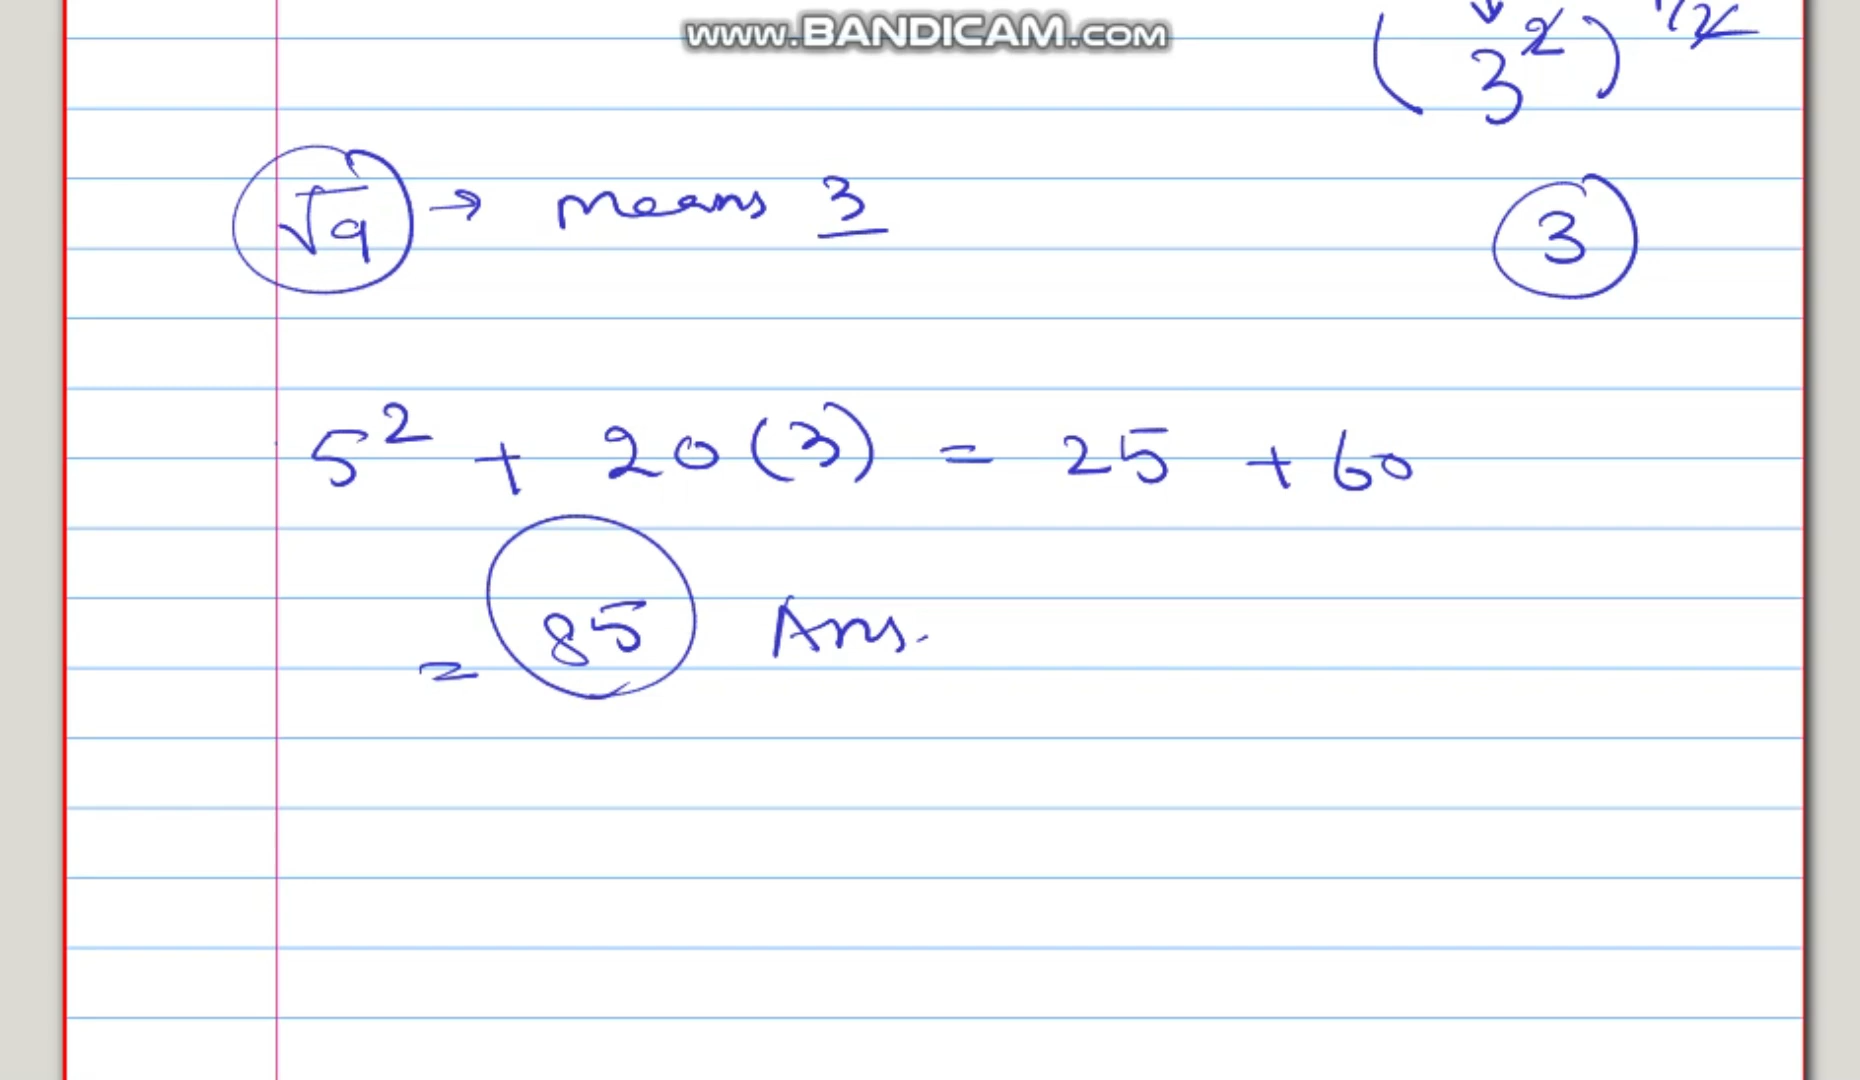 www.BANDICAM.com
(3²)^1/2
√9 → means 3
3
5² + 20(3) = 25 + 60
= 85 Ans.